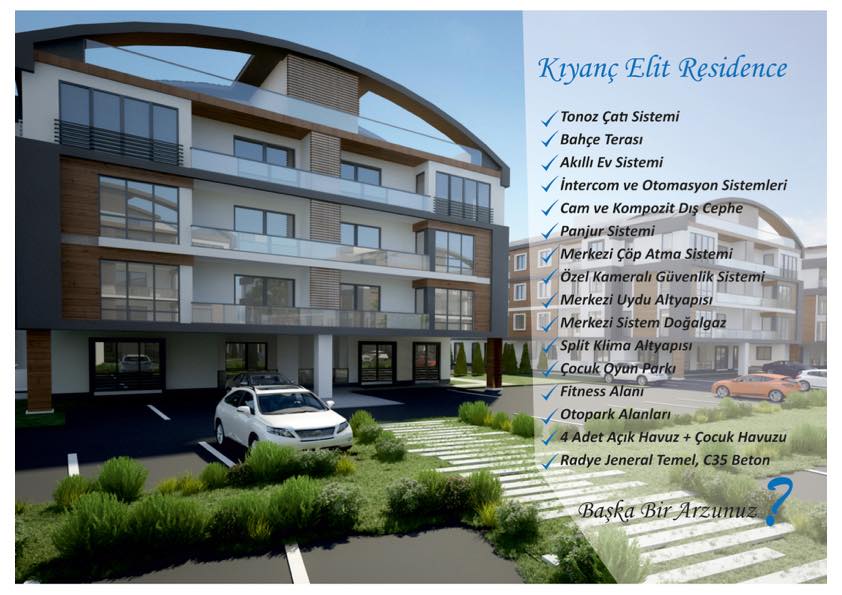 Kıyanç Elit Residence
Tonoz Çatı Sistemi
Bahçe Terası
Akıllı Ev Sistemi
İntercom ve Otomasyon Sistemleri
Cam ve Kompozit Dış Cephe
Panjur Sistemi
Merkezi Çöp Atma Sistemi
Özel Kameralı Güvenlik Sistemi
Merkezi Uydu Altyapısı
Merkezi Sistem Doğalgaz
Split Klima Altyapısı
Çocuk Oyun Parkı
Fitness Alanı
Otopark Alanları
4 Adet Açık Havuz + Çocuk Havuzu
Radye Jeneral Temel, C35 Beton
Başka Bir Arzunuz ?